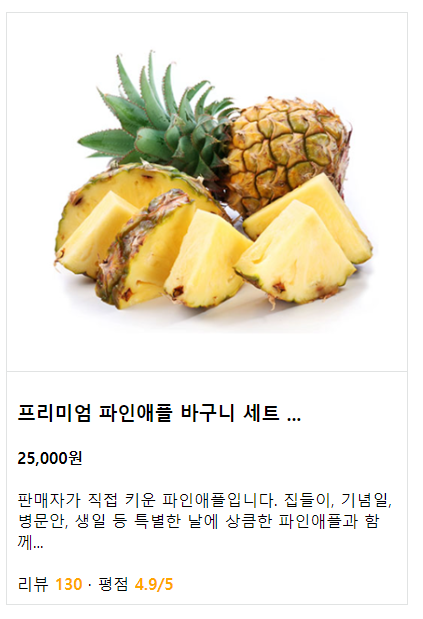 프리미엄 파인애플 바구니 세트 ...
25,000원
판매자가 직접 키운 파인애플입니다. 집들이, 기념일,
병문안, 생일 등 특별한 날에 상큼한 파인애플과 함
께...
리뷰 130 · 평점 4.9/5